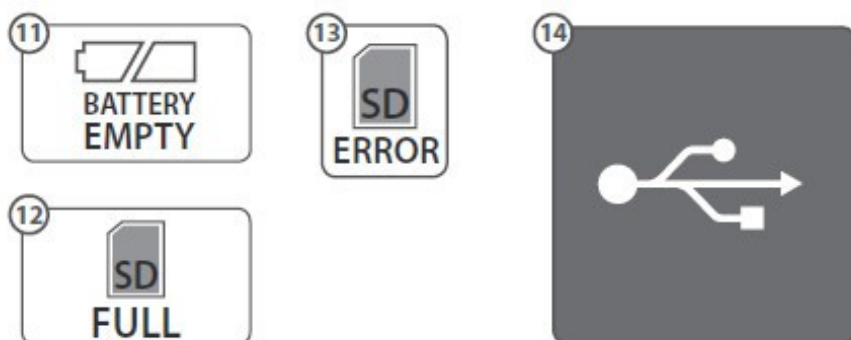 11
BATTERY
EMPTY
13
SD
ERROR
14
12
SD
FULL